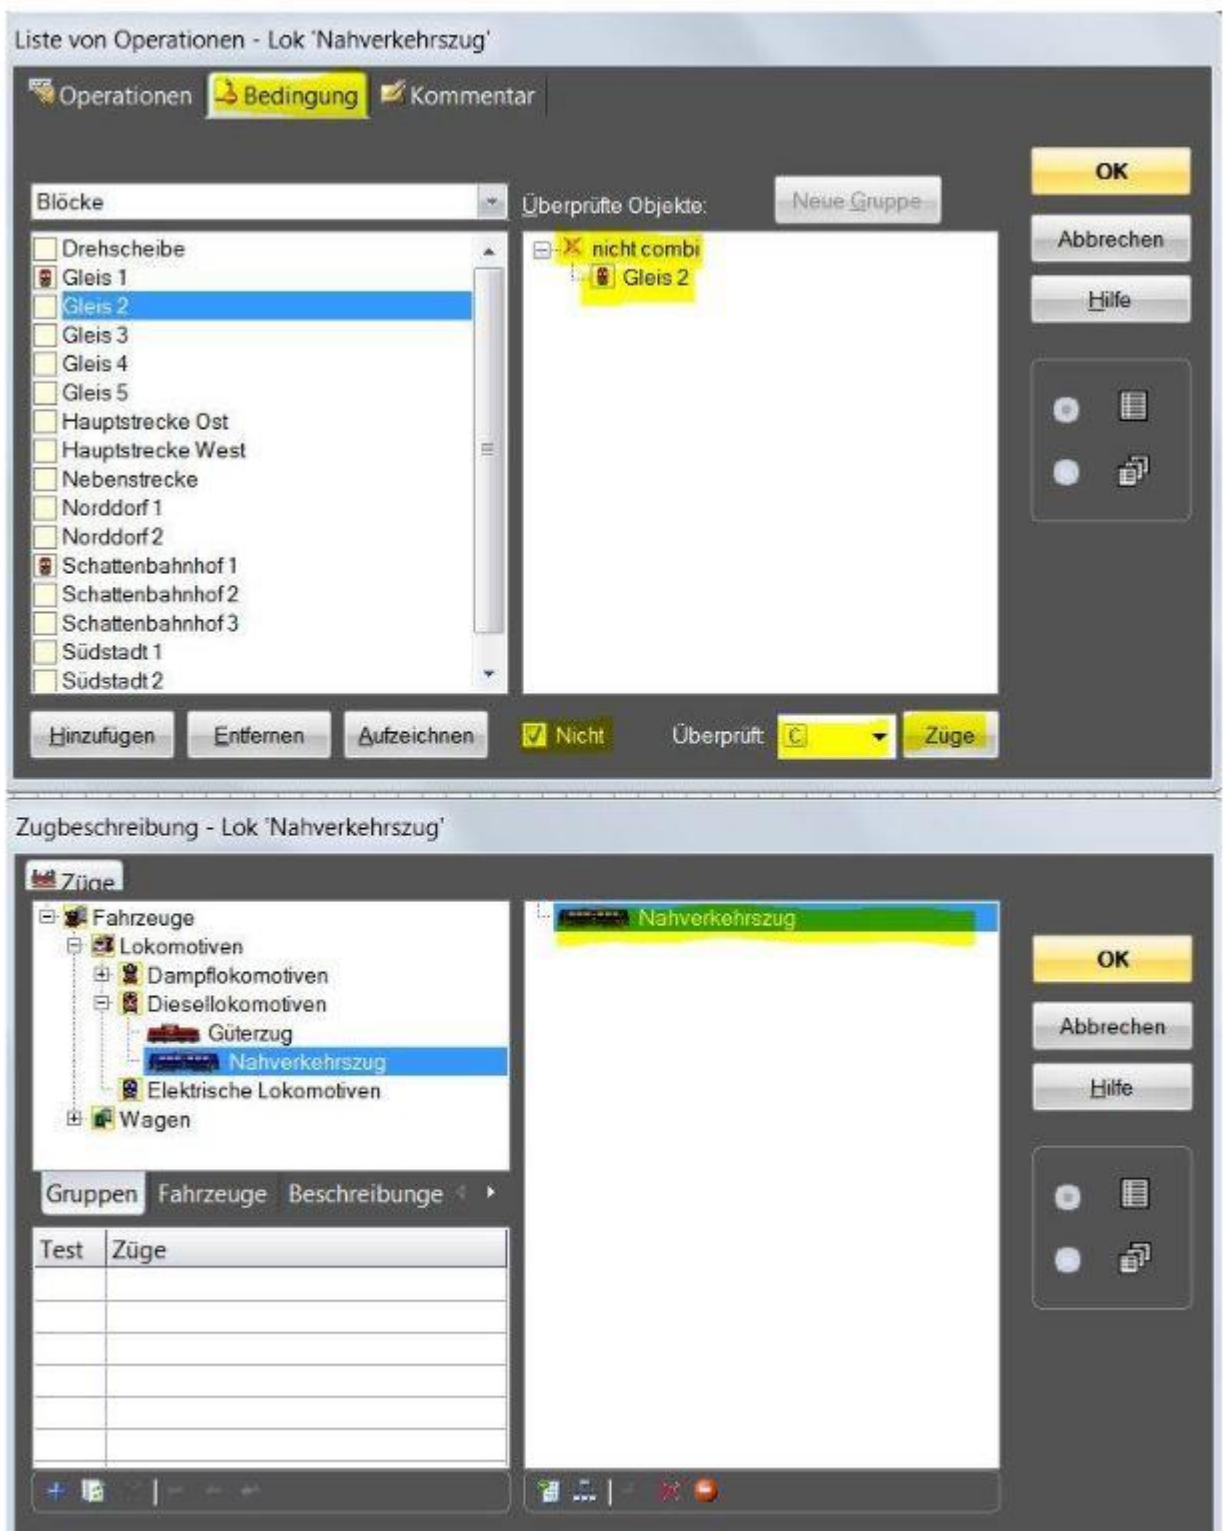 Liste von Operationen - Lok 'Nahverkehrszug'
Operationen Bedingung Kommentar
OK
Blöcke
Überprüfte Objekte:
Neue Gruppe
Abbrechen
Hilfe
Drehscheibe
Gleis 1
Gleis 2
Gleis 3
Gleis 4
Gleis 5
Hauptstrecke Ost
Hauptstrecke West
Nebenstrecke
Norddorf 1
Norddorf 2
Schattenbahnhof 1
Schattenbahnhof 2
Schattenbahnhof 3
Südstadt 1
Südstadt 2
nicht combi
Gleis 2
Hinzufügen Entfernen Aufzeichnen Nicht Überprüft: C Züge
Zugbeschreibung - Lok 'Nahverkehrszug'
Züge
Fahrzeuge
Lokomotiven
Dampflokomotiven
Diesellokomotiven
Güterzug
Nahverkehrszug
Elektrische Lokomotiven
Wagen
Nahverkehrszug
OK
Abbrechen
Hilfe
Gruppen Fahrzeuge Beschreibunge
Test Züge